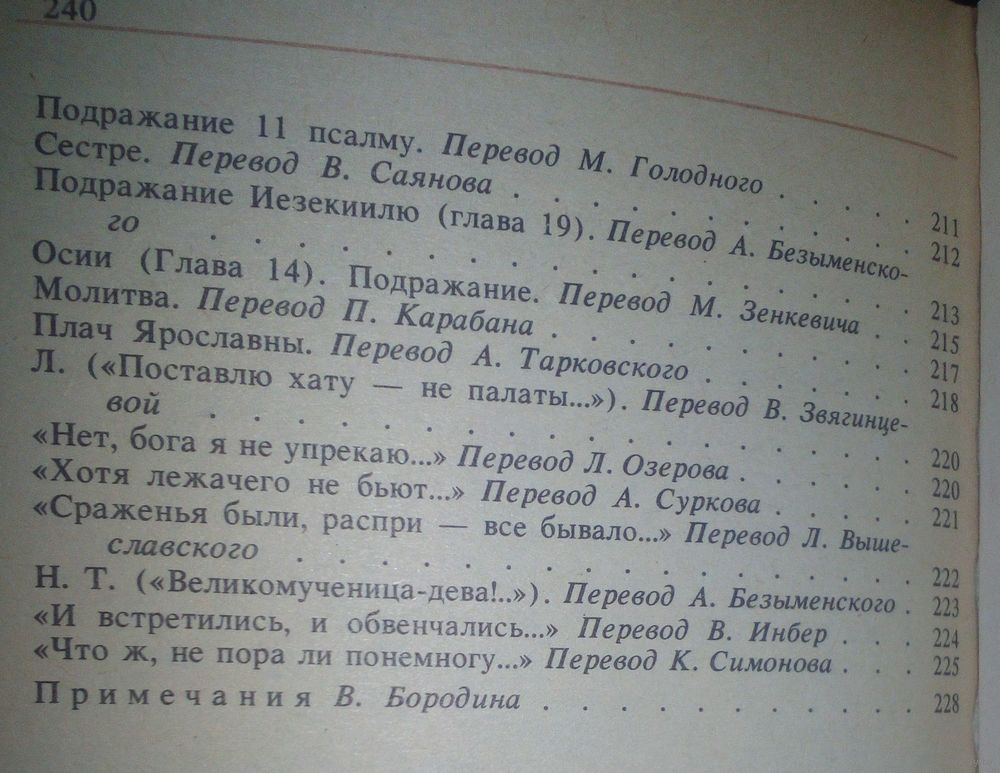 240
Подражание 11 псалму. Перевод М. Голодного . . . . . 211
Сестре. Перевод В. Саянова . . . . . . . . . . . 212
Подражание Иезекиилю (глава 19). Перевод А. Безыменско-
го . . . . . . . . . . . . . . . 213
Осии (Глава 14). Подражание. Перевод М. Зенкевича . . 215
Молитва. Перевод П. Карабана . . . . . . . . . . 217
Плач Ярославны. Перевод А. Тарковского . . . . . . 218
Л. («Поставлю хату — не палаты...»). Перевод В. Звягинце-
вой . . . . . . . . . . . . . . . 220
«Нет, бога я не упрекаю...» Перевод Л. Озерова . . . . . 220
«Хотя лежачего не бьют...» Перевод А. Суркова . . . . 221
«Сраженья были, распри — все бывало...» Перевод Л. Выше-
славского . . . . . . . . . . . . . 222
Н. Т. («Великомученица-дева!..»). Перевод А. Безыменского . 223
«И встретились, и обвенчались...» Перевод В. Инбер . . . 224
«Что ж, не пора ли понемногу...» Перевод К. Симонова . . . 225
Примечания В. Бородина . . . . . . . . . . 228